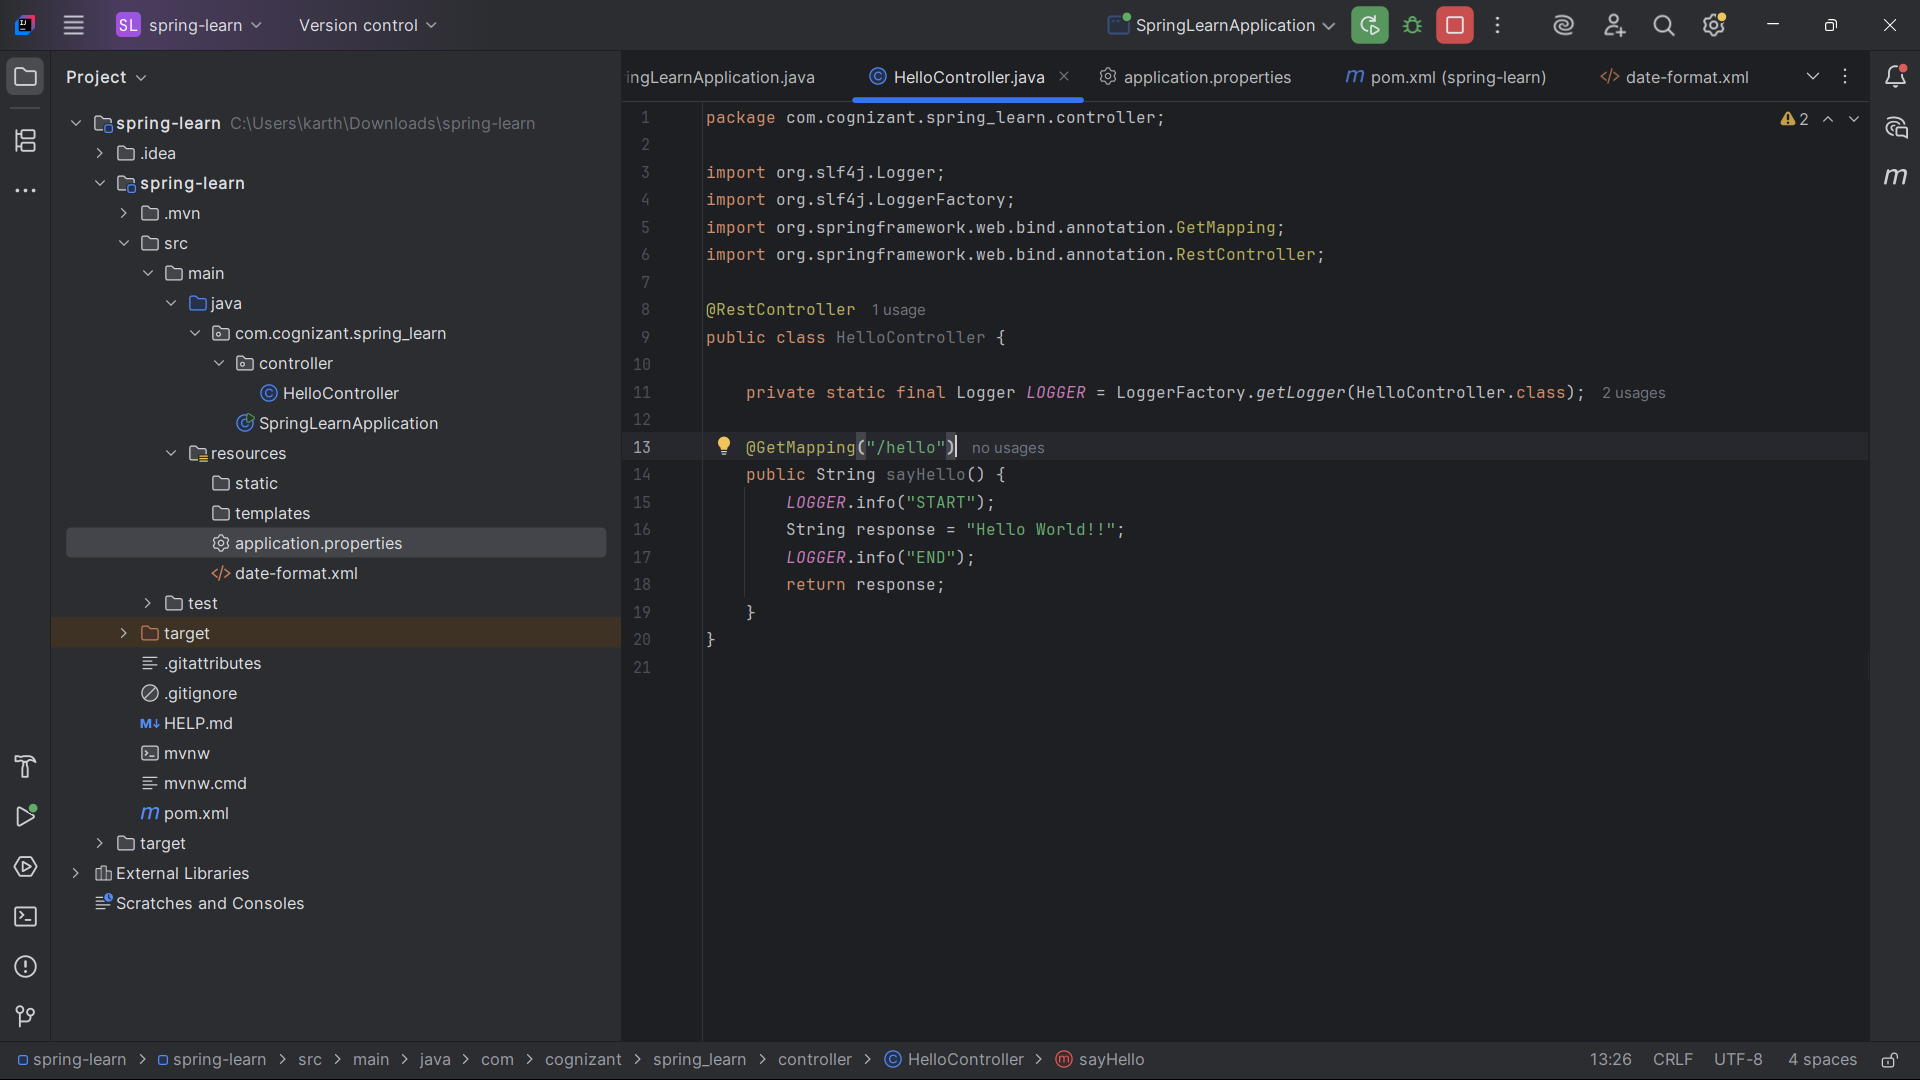 SL spring-learn Version control SpringLearnApplication
Project
spring-learn C:\Users\karth\Downloads\spring-learn
.idea
spring-learn
.mvn
src
main
java
com.cognizant.spring_learn
controller
HelloController
SpringLearnApplication
resources
static
templates
application.properties
date-format.xml
test
target
.gitattributes
.gitignore
M↓ HELP.md
mvnw
mvnw.cmd
m pom.xml
target
External Libraries
Scratches and Consoles
ingLearnApplication.java HelloController.java application.properties m pom.xml (spring-learn) </> date-format.xml
2
1 package com.cognizant.spring_learn.controller;
2
3 import org.slf4j.Logger;
4 import org.slf4j.LoggerFactory;
5 import org.springframework.web.bind.annotation.GetMapping;
6 import org.springframework.web.bind.annotation.RestController;
7
8 @RestController 1 usage
9 public class HelloController {
10
11 private static final Logger LOGGER = LoggerFactory.getLogger(HelloController.class); 2 usages
12
13 @GetMapping("/hello") no usages
14 public String sayHello() {
15 LOGGER.info("START");
16 String response = "Hello World!!";
17 LOGGER.info("END");
18 return response;
19 }
20 }
21
spring-learn > spring-learn > src > main > java > com > cognizant > spring_learn > controller > HelloController > sayHello 13:26 CRLF UTF-8 4 spaces